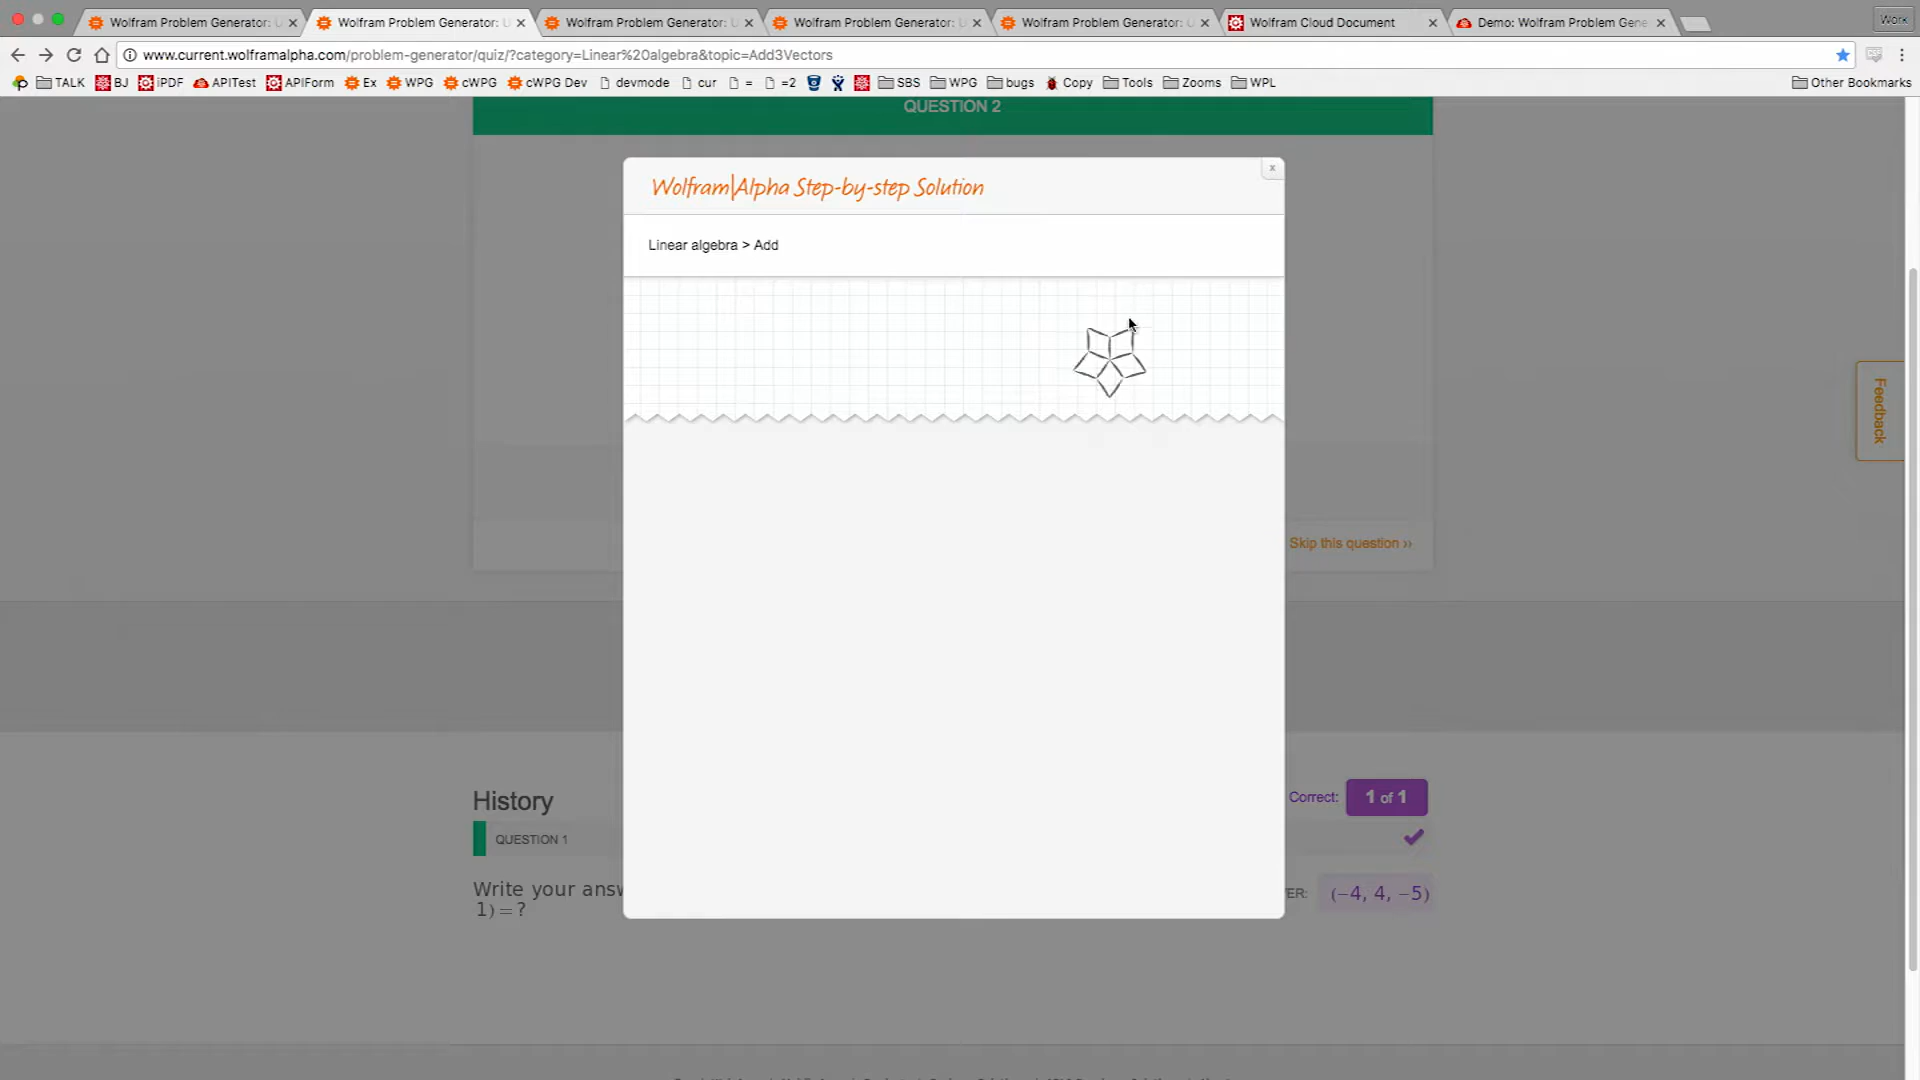 Wolfram Problem Generator: U
Wolfram Problem Generator: U
Wolfram Problem Generator: U
Wolfram Problem Generator: U
Wolfram Problem Generator: U
Wolfram Cloud Document
Demo: Wolfram Problem Gene
Work
www.current.wolframalpha.com/problem-generator/quiz/?category=Linear%20algebra&topic=Add3Vectors
TALK BJ iPDF APITest APIForm Ex WPG cWPG cWPG Dev devmode cur = =2 SBS WPG bugs Copy Tools Zooms WPL Other Bookmarks
QUESTION 2
x
Wolfram|Alpha Step-by-step Solution
Linear algebra > Add
Feedback
Skip this question ››
History
Correct: 1 of 1
QUESTION 1
Write your answ
1) = ?
ER: (−4, 4, −5)